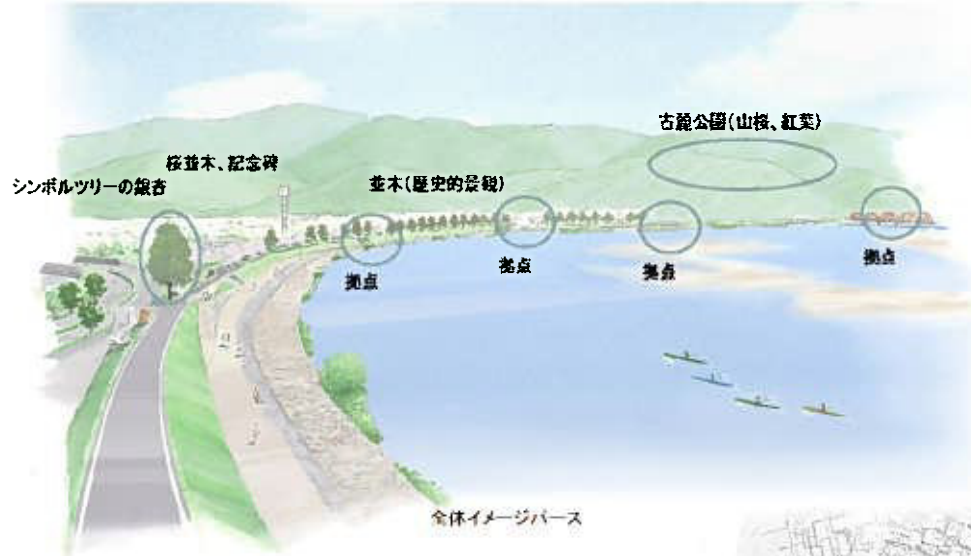 古麓公園(山桜、紅葉)
桜並木、記念碑
シンボルツリーの銀杏
並木(歴史的景観)
拠点
拠点
拠点
拠点
全体イメージパース